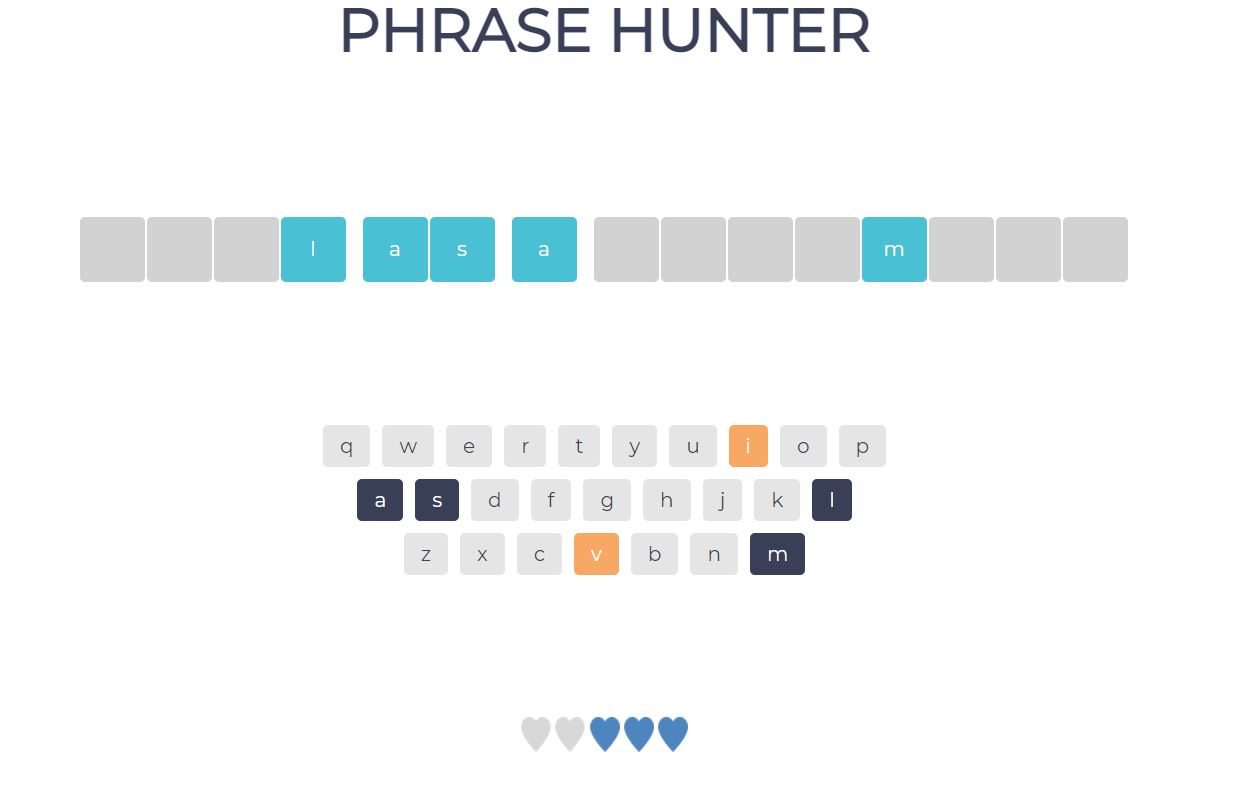 PHRASE HUNTER
l as a m
q w e r t y u i o p
a s d f g h j k l
z x c v b n m